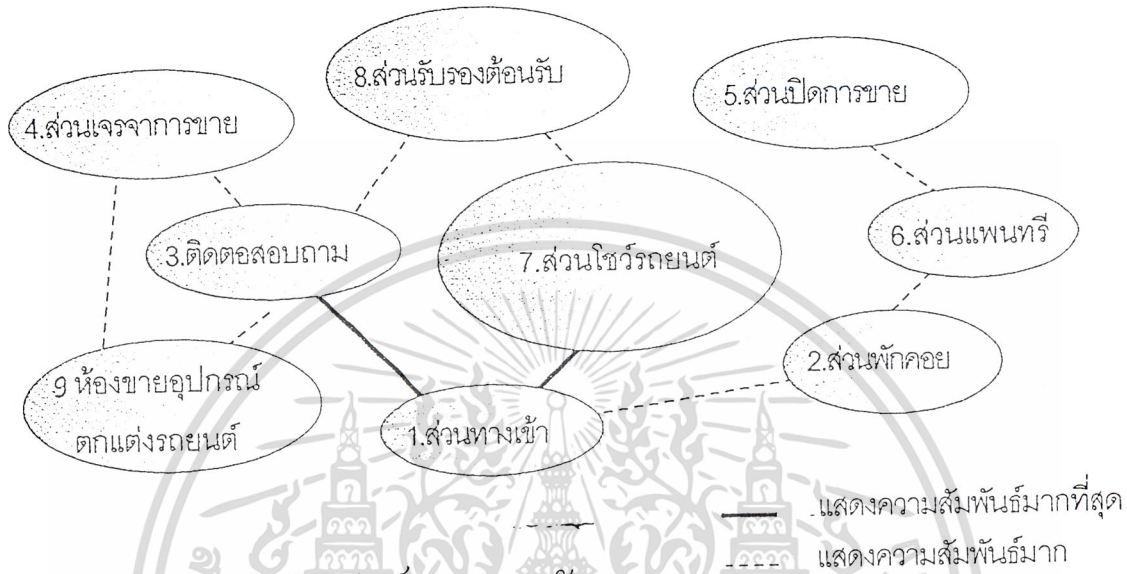 8.ส่วนรับรองต้อนรับ
5.ส่วนปิดการขาย
4.ส่วนเจรจาการขาย
6.ส่วนแพนทรี
3.ติดตอสอบถาม
7.ส่วนโชว์รถยนต์
2.ส่วนพักคอย
9 ห้องขายอุปกรณ์
ตกแต่งรถยนต์
1.ส่วนทางเข้า
แสดงความสัมพันธ์มากที่สุด
แสดงความสัมพันธ์มาก